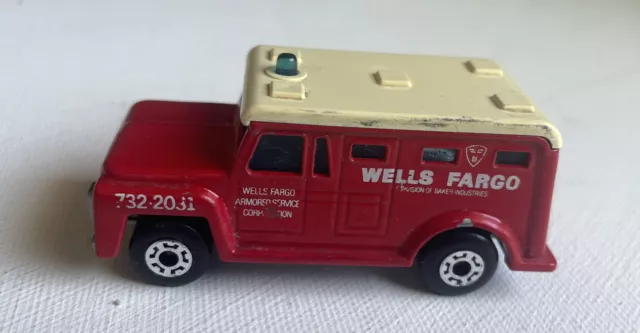 732-2031
WELLS FARGO
ARMORED SERVICE
CORPORATION
WELLS FARGO
DIVISION OF BAKER INDUSTRIES